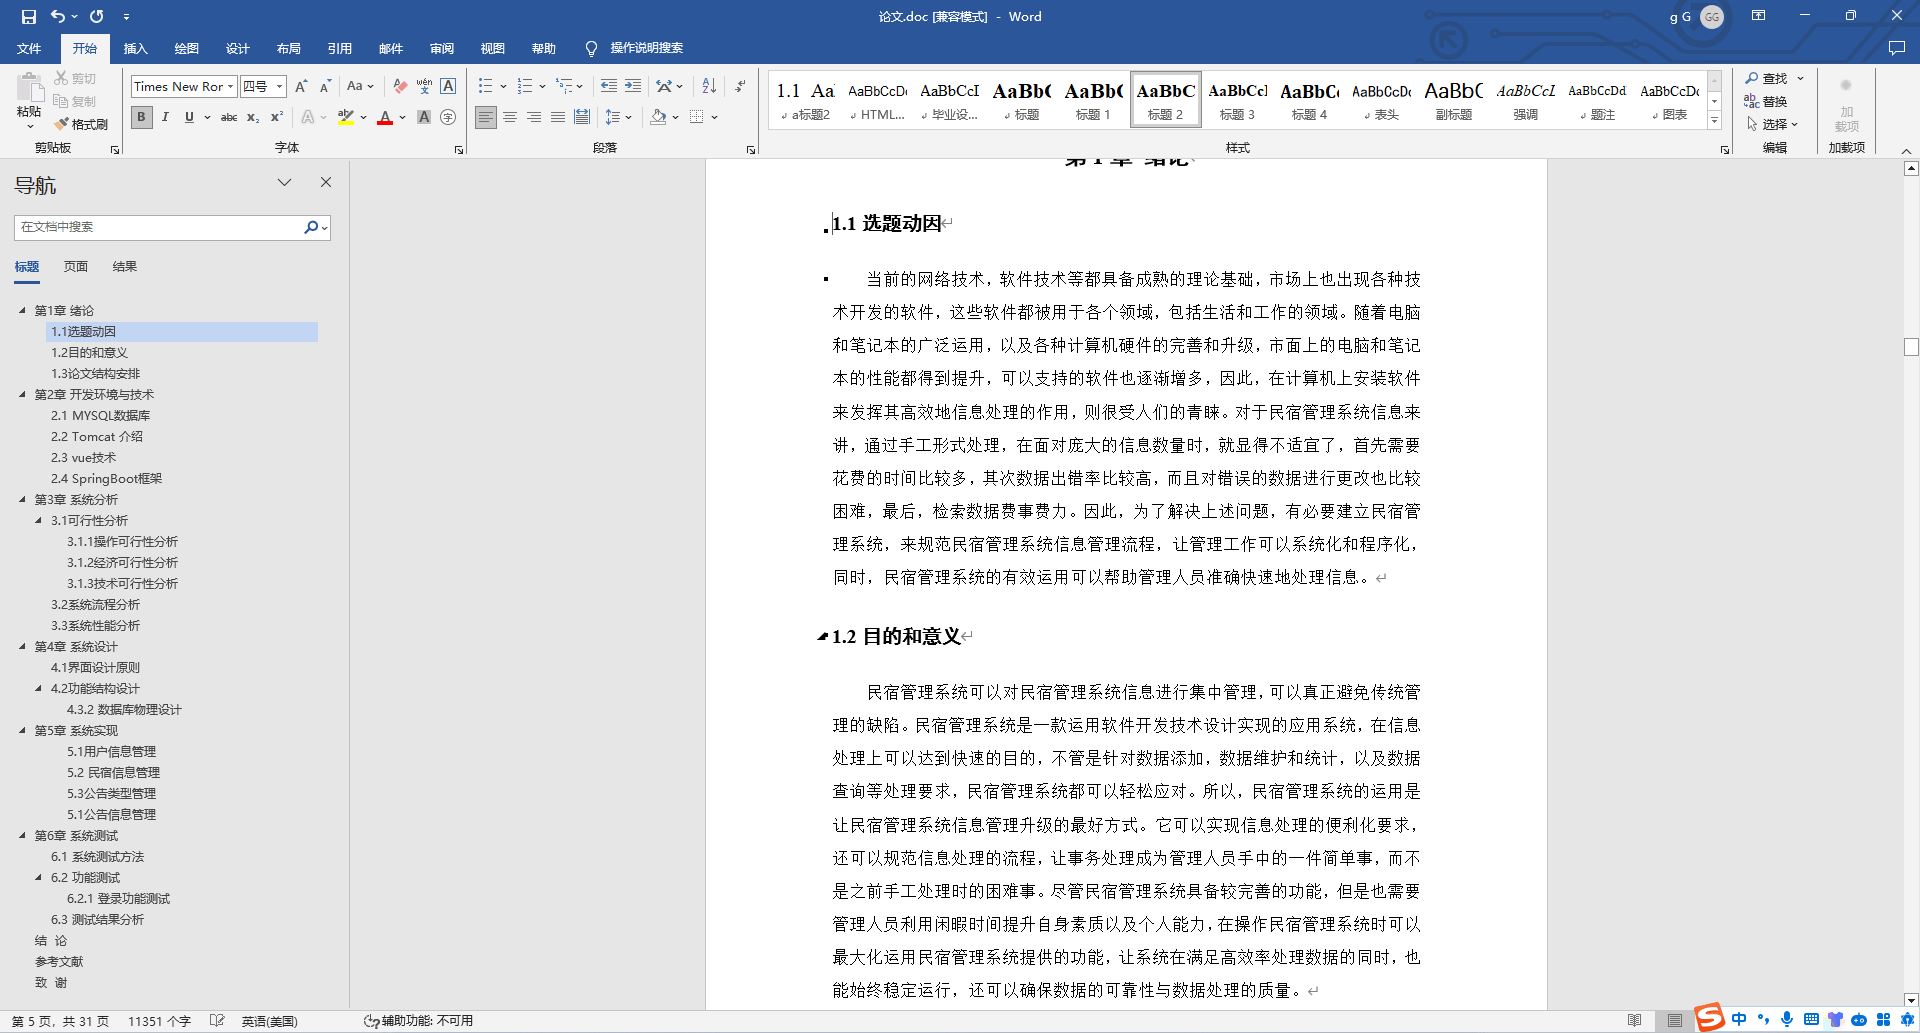 论文.doc [兼容模式] - Word
g G
GG
文件 开始 插入 绘图 设计 布局 引用 邮件 审阅 视图 帮助 操作说明搜索
粘贴
剪切
复制
格式刷
剪贴板
Times New Ror
四号
字体
段落
1.1 Aa
a标题2
AaBbCcDc
HTML...
AaBbCcI
毕业设...
AaBb(
标题
AaBb(
标题 1
AaBbC
标题 2
AaBbCcI
标题 3
AaBbC
标题 4
AaBbCcDc
表头
AaBbC
副标题
AaBbCcL
强调
AaBbCcDd
题注
AaBbCcDc
图表
样式
查找
替换
选择
编辑
加
载项
加载项
导航
在文档中搜索
标题 页面 结果
第1章 绪论
1.1选题动因
1.2目的和意义
1.3论文结构安排
第2章 开发环境与技术
2.1 MYSQL数据库
2.2 Tomcat 介绍
2.3 vue技术
2.4 SpringBoot框架
第3章 系统分析
3.1可行性分析
3.1.1操作可行性分析
3.1.2经济可行性分析
3.1.3技术可行性分析
3.2系统流程分析
3.3系统性能分析
第4章 系统设计
4.1界面设计原则
4.2功能结构设计
4.3.2 数据库物理设计
第5章 系统实现
5.1用户信息管理
5.2 民宿信息管理
5.3公告类型管理
5.1公告信息管理
第6章 系统测试
6.1 系统测试方法
6.2 功能测试
6.2.1 登录功能测试
6.3 测试结果分析
结 论
参考文献
致 谢
第 1 章 绪论
1.1 选题动因
当前的网络技术，软件技术等都具备成熟的理论基础，市场上也出现各种技
术开发的软件，这些软件都被用于各个领域，包括生活和工作的领域。随着电脑
和笔记本的广泛运用，以及各种计算机硬件的完善和升级，市面上的电脑和笔记
本的性能都得到提升，可以支持的软件也逐渐增多，因此，在计算机上安装软件
来发挥其高效地信息处理的作用，则很受人们的青睐。对于民宿管理系统信息来
讲，通过手工形式处理，在面对庞大的信息数量时，就显得不适宜了，首先需要
花费的时间比较多，其次数据出错率比较高，而且对错误的数据进行更改也比较
困难，最后，检索数据费事费力。因此，为了解决上述问题，有必要建立民宿管
理系统，来规范民宿管理系统信息管理流程，让管理工作可以系统化和程序化，
同时，民宿管理系统的有效运用可以帮助管理人员准确快速地处理信息。
1.2 目的和意义
民宿管理系统可以对民宿管理系统信息进行集中管理，可以真正避免传统管
理的缺陷。民宿管理系统是一款运用软件开发技术设计实现的应用系统，在信息
处理上可以达到快速的目的，不管是针对数据添加，数据维护和统计，以及数据
查询等处理要求，民宿管理系统都可以轻松应对。所以，民宿管理系统的运用是
让民宿管理系统信息管理升级的最好方式。它可以实现信息处理的便利化要求，
还可以规范信息处理的流程，让事务处理成为管理人员手中的一件简单事，而不
是之前手工处理时的困难事。尽管民宿管理系统具备较完善的功能，但是也需要
管理人员利用闲暇时间提升自身素质以及个人能力，在操作民宿管理系统时可以
最大化运用民宿管理系统提供的功能，让系统在满足高效率处理数据的同时，也
能始终稳定运行，还可以确保数据的可靠性与数据处理的质量。
第 5 页，共 31 页 11351 个字 英语(美国) 辅助功能: 不可用
中